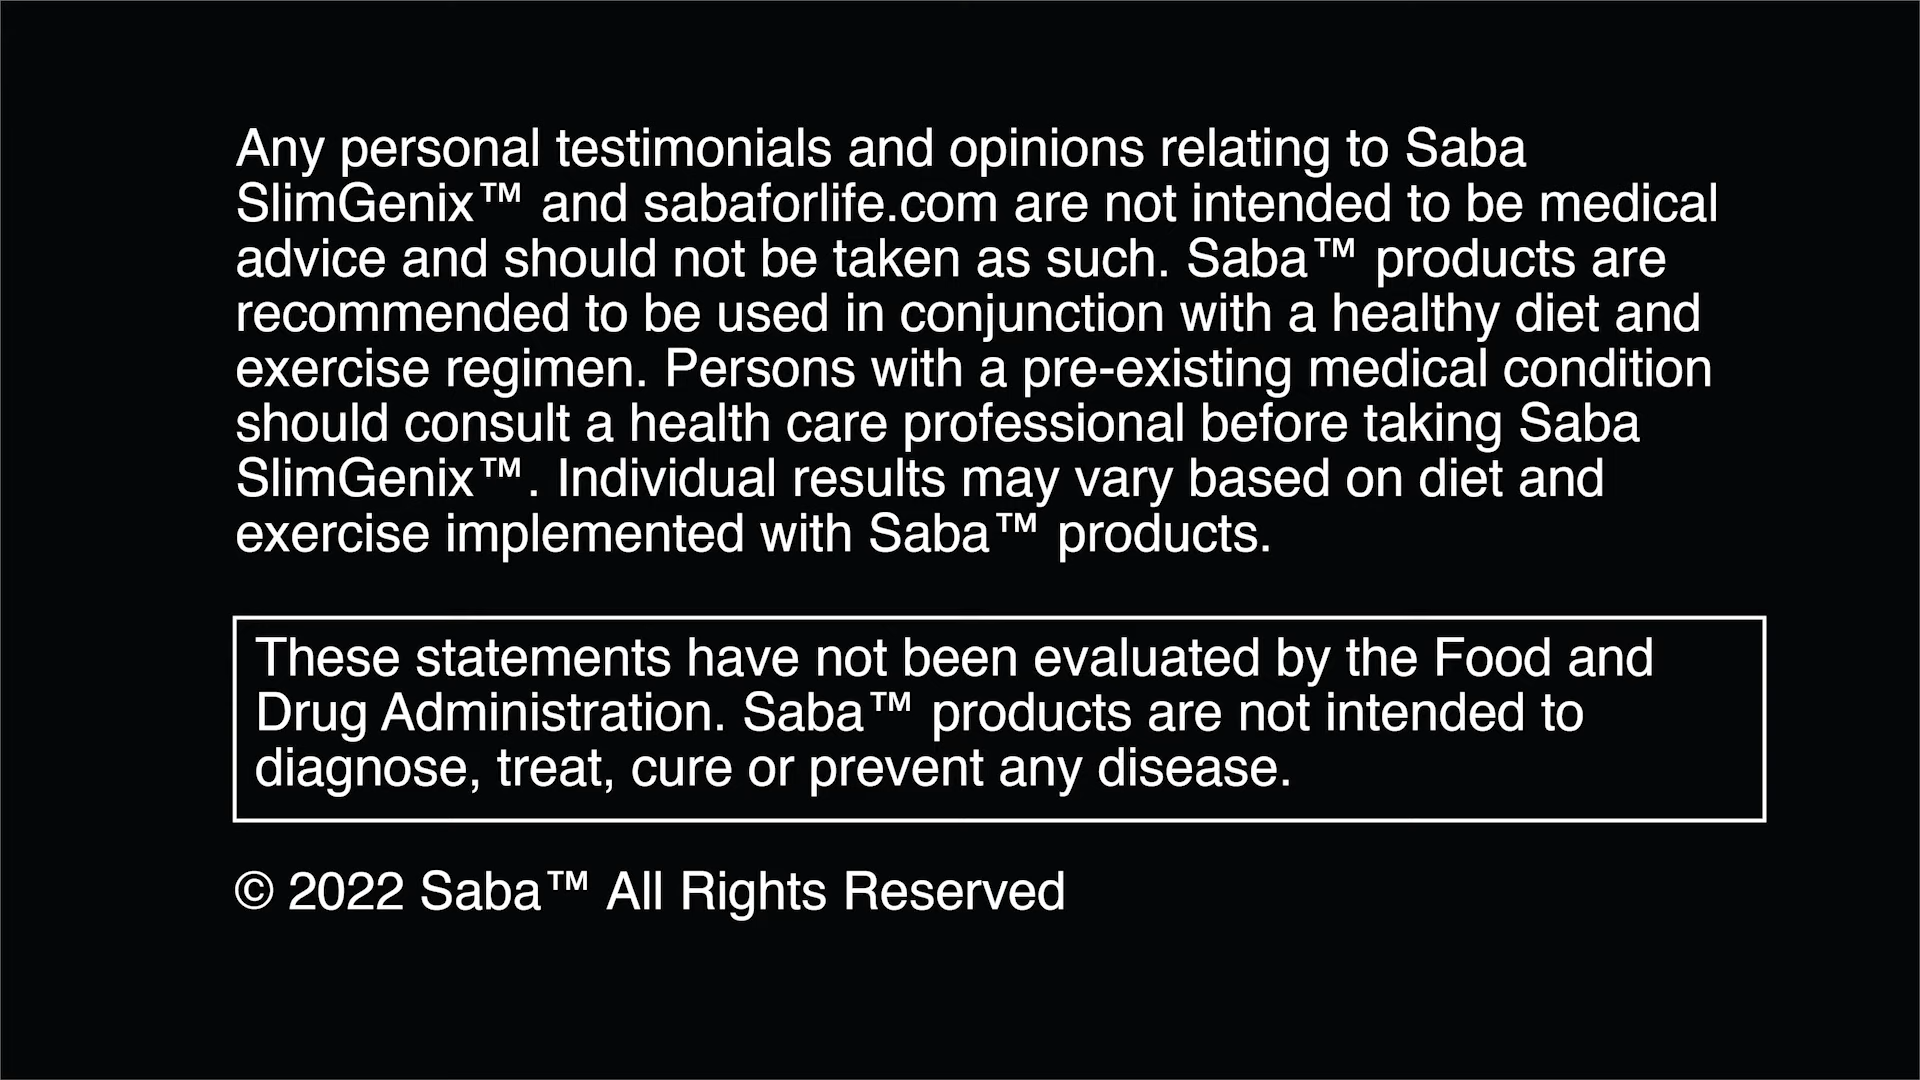 Any personal testimonials and opinions relating to Saba
SlimGenix™ and sabaforlife.com are not intended to be medical
advice and should not be taken as such. Saba™ products are
recommended to be used in conjunction with a healthy diet and
exercise regimen. Persons with a pre-existing medical condition
should consult a health care professional before taking Saba
SlimGenix™. Individual results may vary based on diet and
exercise implemented with Saba™ products.
These statements have not been evaluated by the Food and
Drug Administration. Saba™ products are not intended to
diagnose, treat, cure or prevent any disease.
© 2022 Saba™ All Rights Reserved